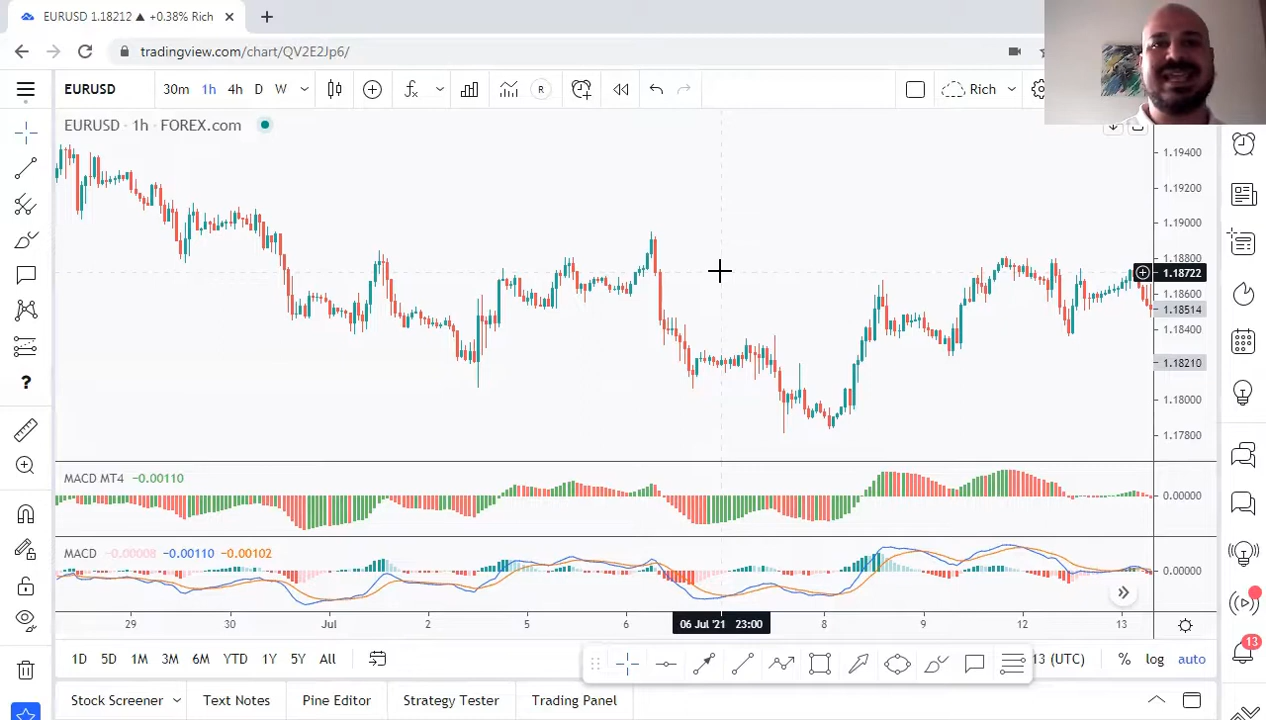 EURUSD 1.18212 ▲ +0.38% Rich
tradingview.com/chart/QV2E2Jp6/
EURUSD 30m 1h 4h D W R Rich
EURUSD · 1h · FOREX.com
1.19400
1.19200
1.19000
1.18800
1.18722
1.18600
1.18514
1.18400
1.18210
1.18000
1.17800
MACD MT4 −0.00110
0.00000
MACD −0.00008 −0.00110 −0.00102
0.00000
29 30 Jul 2 5 6 06 Jul '21 23:00 8 9 12 13
1D 5D 1M 3M 6M YTD 1Y 5Y All 13 (UTC) % log auto
13
Stock Screener Text Notes Pine Editor Strategy Tester Trading Panel